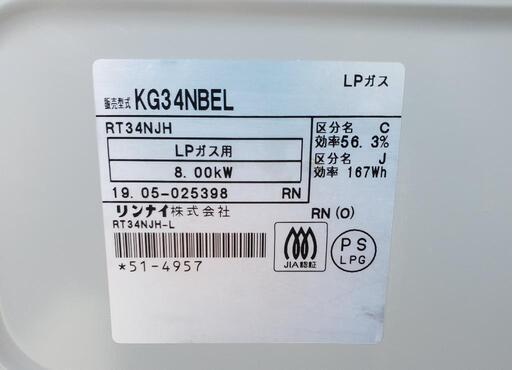 LPガス
販売型式 KG34NBEL
RT34NJH
LPガス用
8.00kW
19.05-025398 RN
区分名 C
効率56.3%
区分名 J
効率 167Wh
リンナイ株式会社
RN(O)
RT34NJH-L
*51-4957
JIA認証
PS
LPG